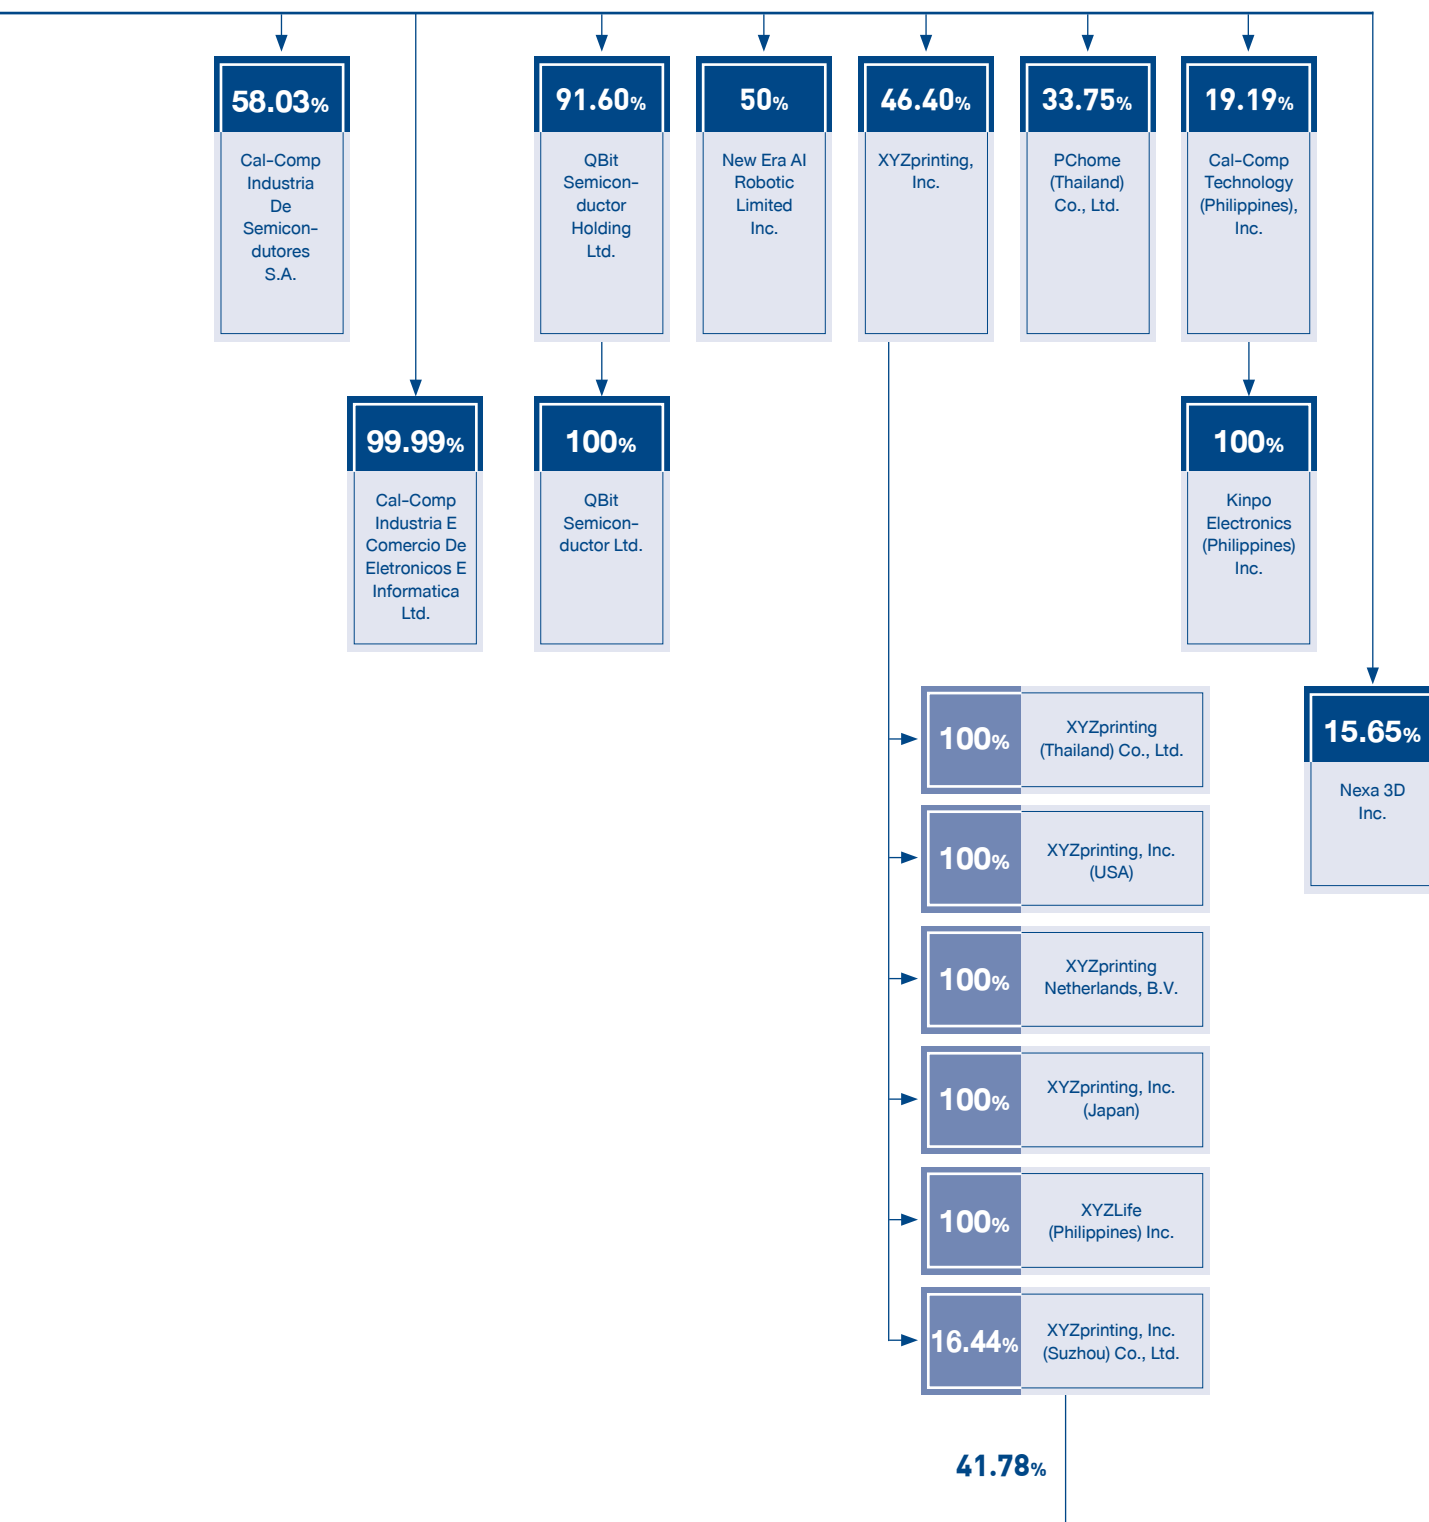 58.03%
Cal-Comp
Industria
De
Semicon-
dutores
S.A.
91.60%
QBit
Semicon-
ductor
Holding
Ltd.
50%
New Era AI
Robotic
Limited
Inc.
46.40%
XYZprinting,
Inc.
33.75%
PChome
(Thailand)
Co., Ltd.
19.19%
Cal-Comp
Technology
(Philippines),
Inc.
99.99%
Cal-Comp
Industria E
Comercio De
Eletronicos E
Informatica
Ltd.
100%
QBit
Semicon-
ductor Ltd.
100%
Kinpo
Electronics
(Philippines)
Inc.
100%
XYZprinting
(Thailand) Co., Ltd.
15.65%
Nexa 3D
Inc.
100%
XYZprinting, Inc.
(USA)
100%
XYZprinting
Netherlands, B.V.
100%
XYZprinting, Inc.
(Japan)
100%
XYZLife
(Philippines) Inc.
16.44%
XYZprinting, Inc.
(Suzhou) Co., Ltd.
41.78%